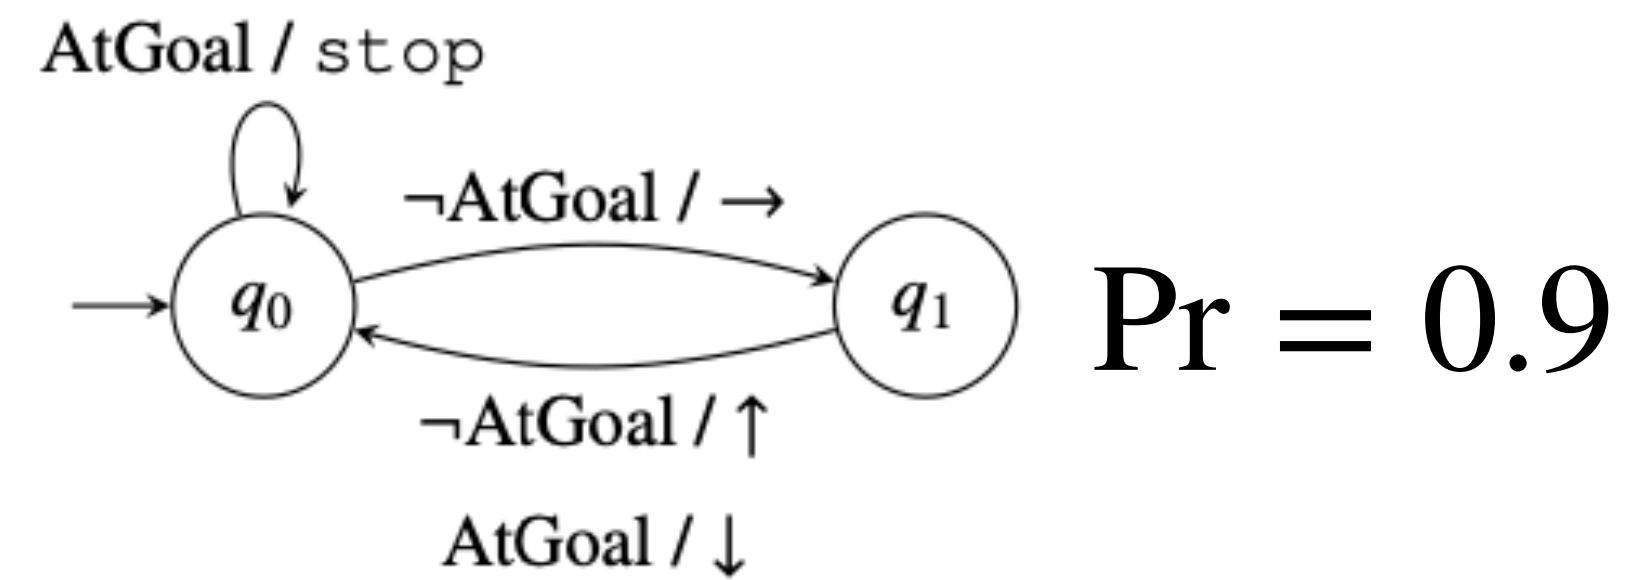 AtGoal / stop
¬AtGoal / →
q0
q1
Pr = 0.9
¬AtGoal / ↑
AtGoal / ↓